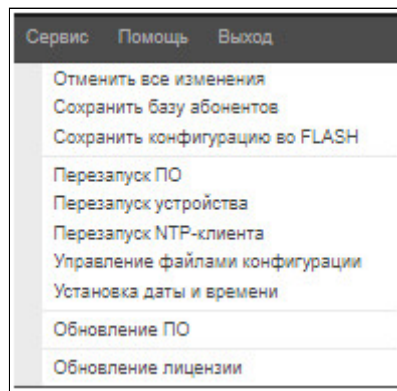 Сервис Помощь Выход
Отменить все изменения
Сохранить базу абонентов
Сохранить конфигурацию во FLASH
Перезапуск ПО
Перезапуск устройства
Перезапуск NTP-клиента
Управление файлами конфигурации
Установка даты и времени
Обновление ПО
Обновление лицензии